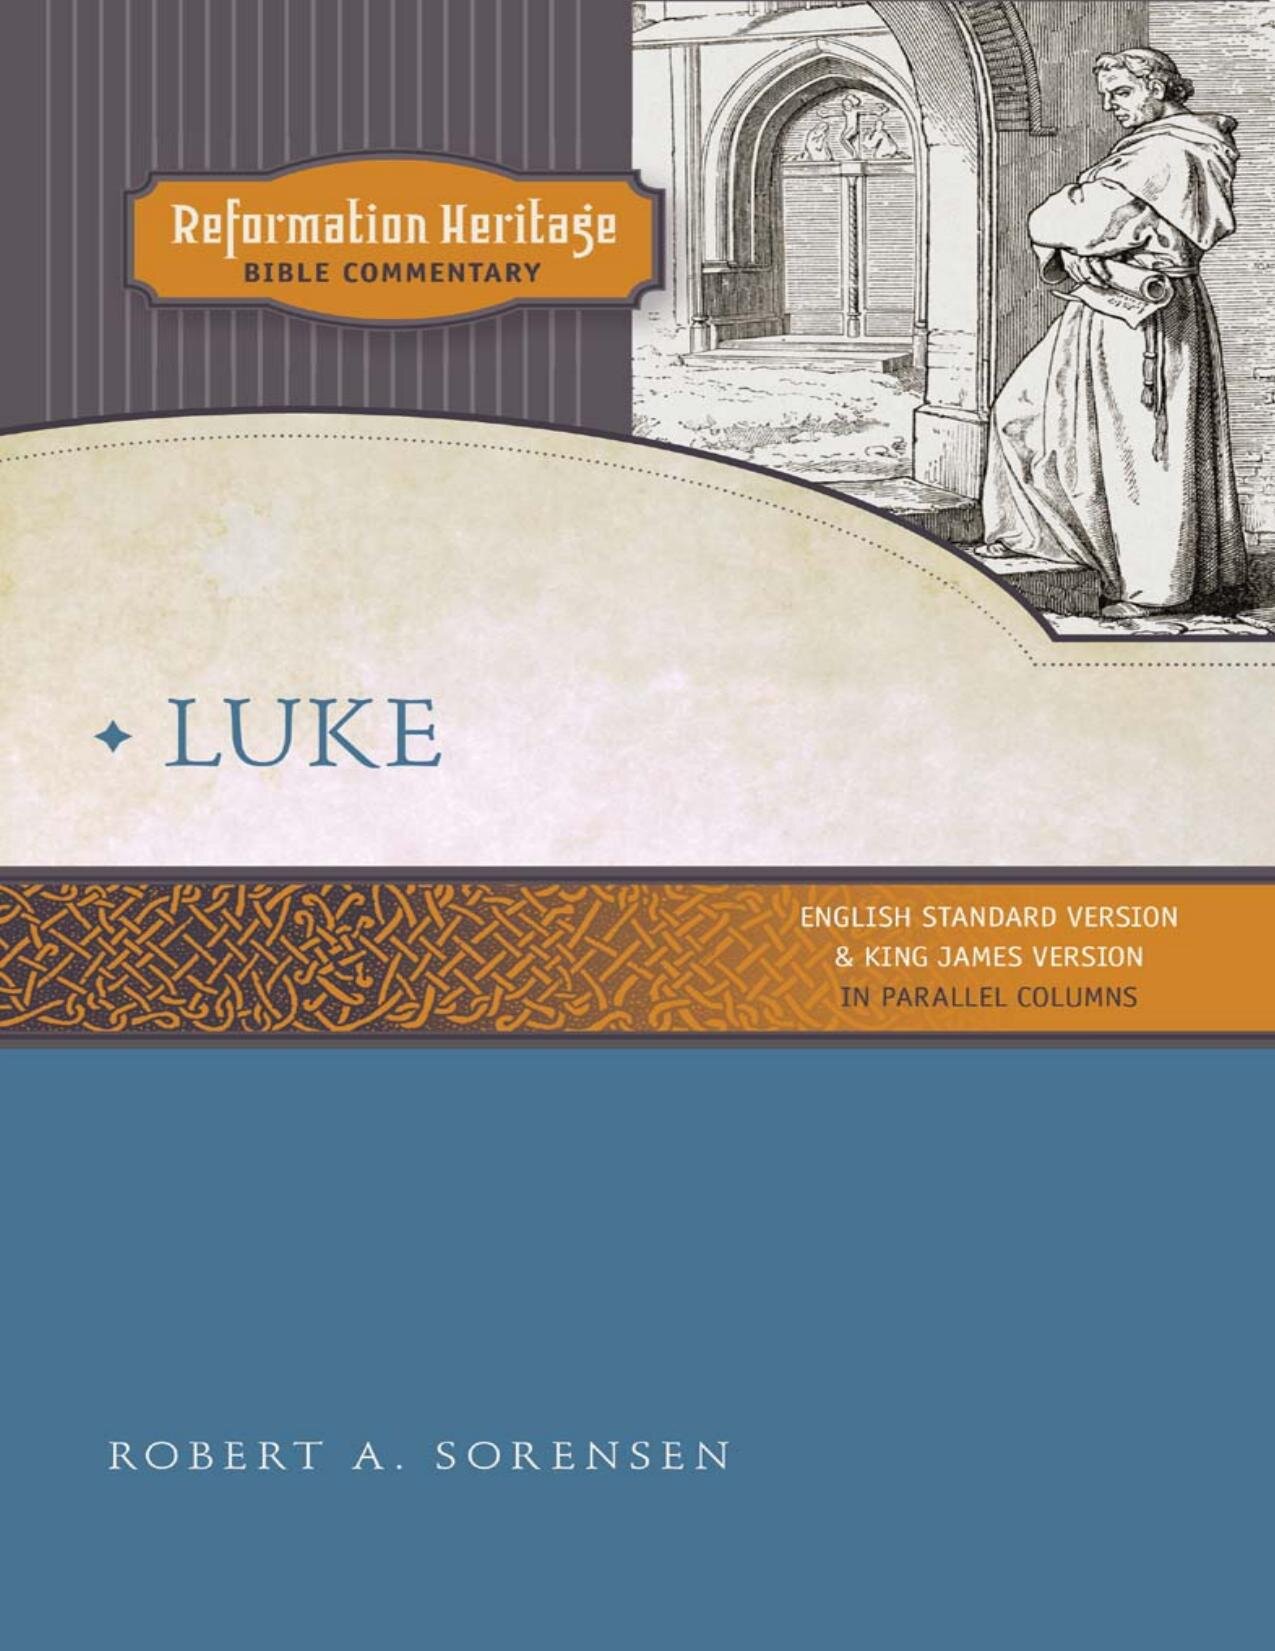 Reformation Heritage
BIBLE COMMENTARY
LUKE
ENGLISH STANDARD VERSION
& KING JAMES VERSION
IN PARALLEL COLUMNS
ROBERT A. SORENSEN